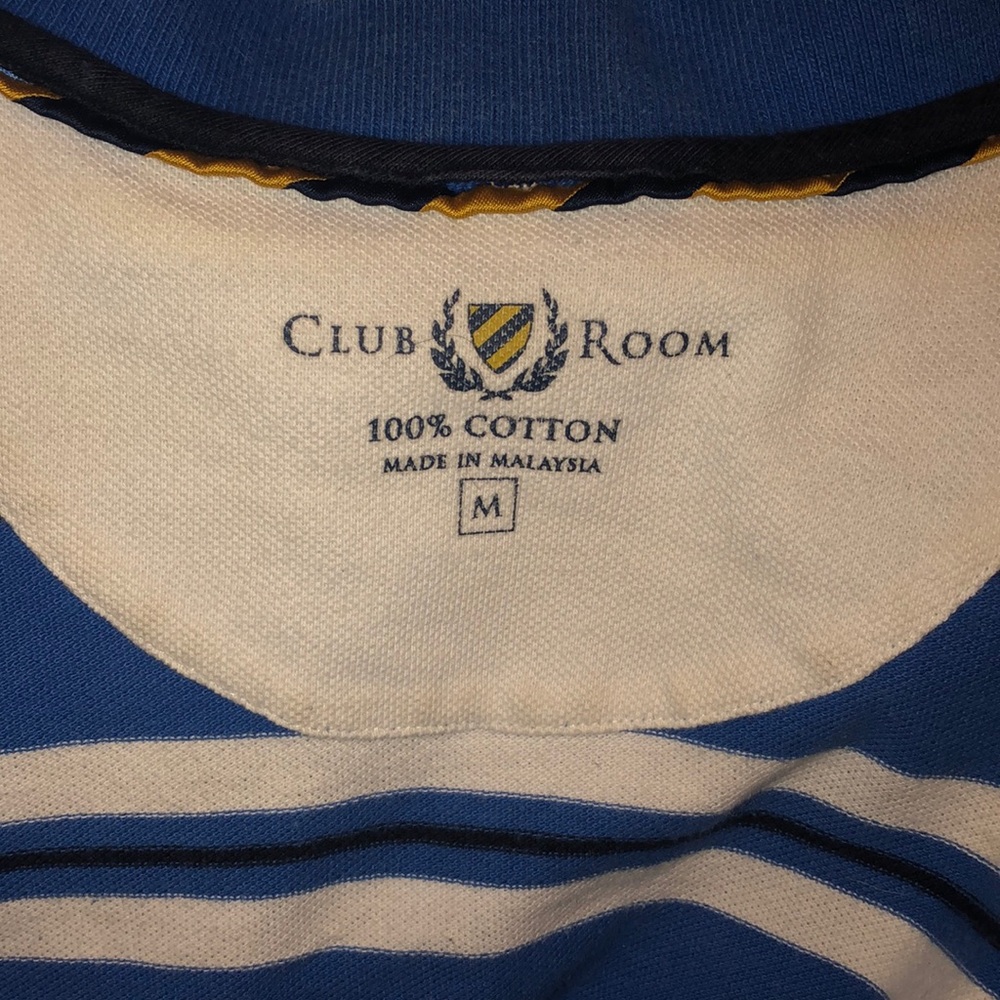 CLUB ROOM
100% COTTON
MADE IN MALAYSIA
M